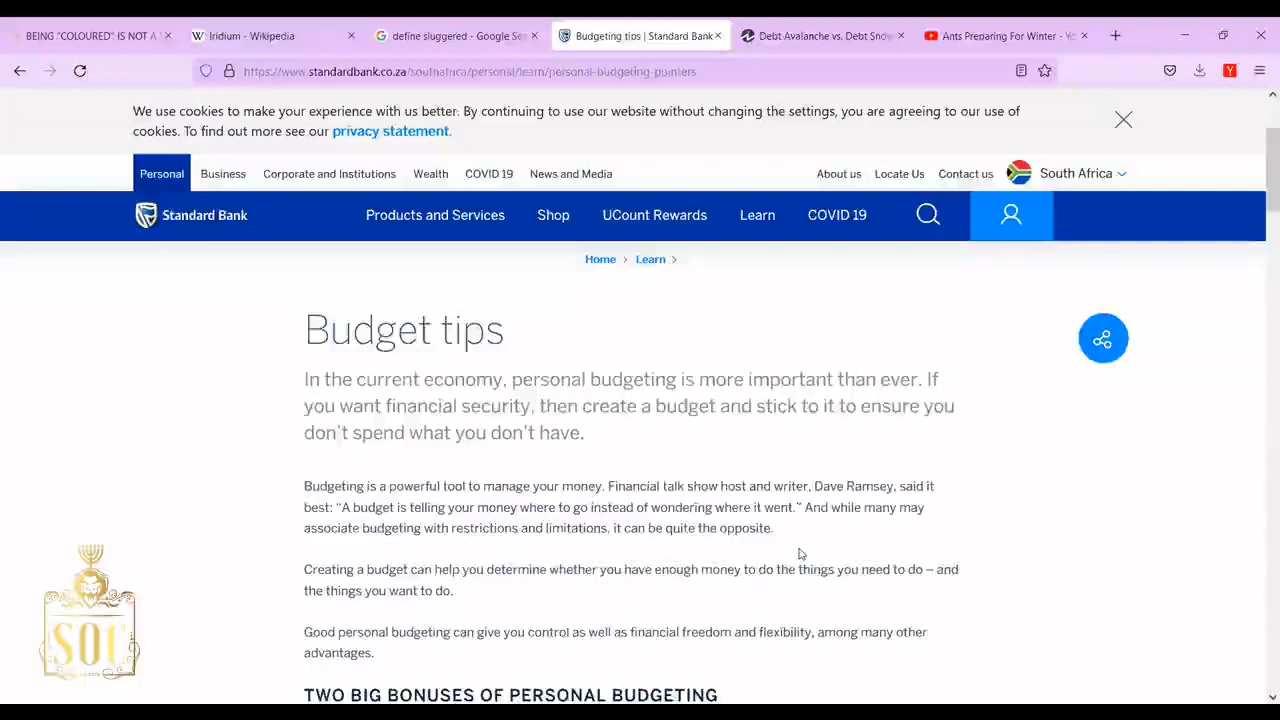 BEING "COLOURED" IS NOT A
Iridium - Wikipedia
define sluggered - Google Se
Budgeting tips | Standard Bank
Debt Avalanche vs. Debt Snow
Ants Preparing For Winter - Yo
https://www.standardbank.co.za/southafrica/personal/learn/personal-budgeting-pointers
We use cookies to make your experience with us better. By continuing to use our website without changing the settings, you are agreeing to our use of
cookies. To find out more see our privacy statement.
Personal Business Corporate and Institutions Wealth COVID 19 News and Media About us Locate Us Contact us South Africa
Standard Bank Products and Services Shop UCount Rewards Learn COVID 19
Home > Learn >
Budget tips
In the current economy, personal budgeting is more important than ever. If
you want financial security, then create a budget and stick to it to ensure you
don't spend what you don't have.
Budgeting is a powerful tool to manage your money. Financial talk show host and writer, Dave Ramsey, said it
best: “A budget is telling your money where to go instead of wondering where it went.” And while many may
associate budgeting with restrictions and limitations, it can be quite the opposite.
Creating a budget can help you determine whether you have enough money to do the things you need to do – and
the things you want to do.
Good personal budgeting can give you control as well as financial freedom and flexibility, among many other
advantages.
SOC
TWO BIG BONUSES OF PERSONAL BUDGETING